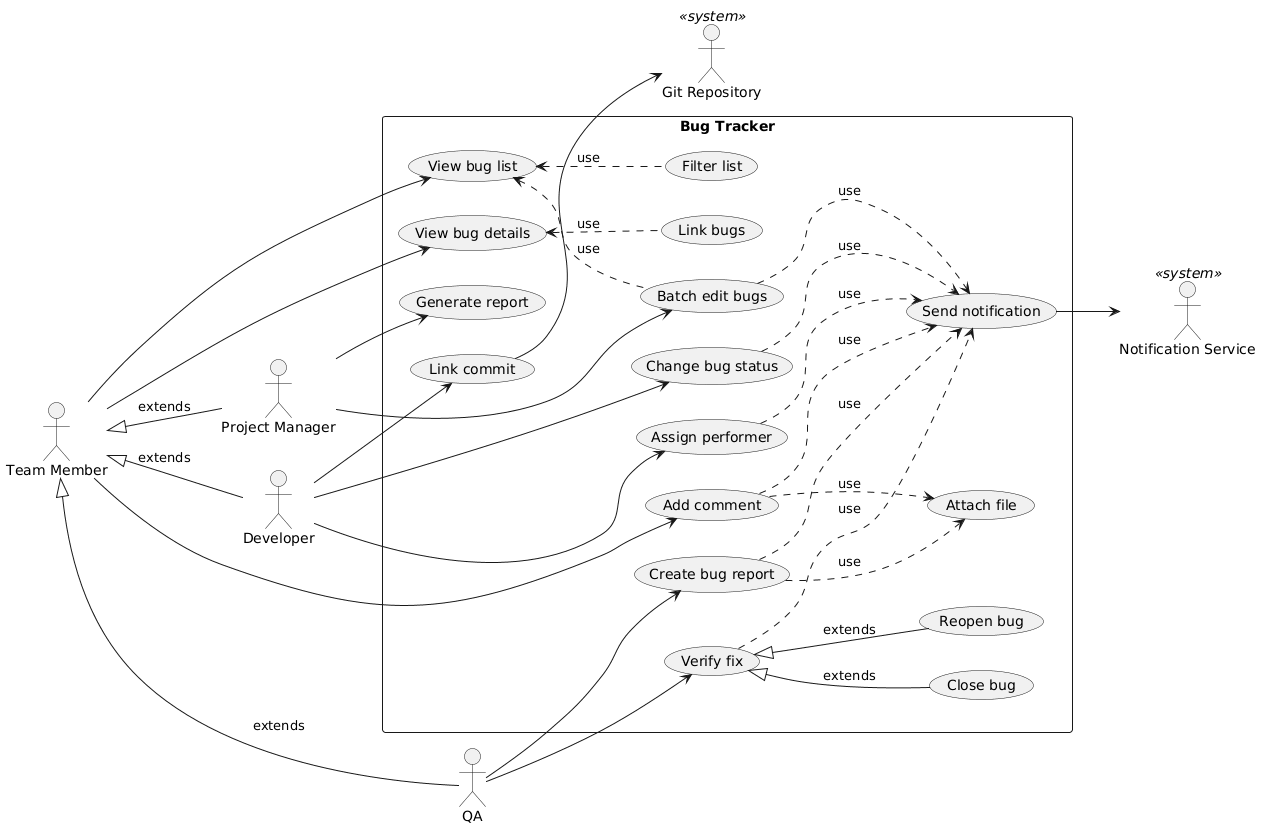 «system»
Git Repository
Bug Tracker
View bug list
use
Filter list
use
View bug details
use
Link bugs
use
use
Generate report
Batch edit bugs
use
Send notification
«system»
Notification Service
Link commit
Change bug status
use
extends
Project Manager
Team Member
extends
Assign performer
use
Developer
Add comment
use
Attach file
use
Create bug report
use
Reopen bug
extends
Verify fix
extends
Close bug
extends
QA